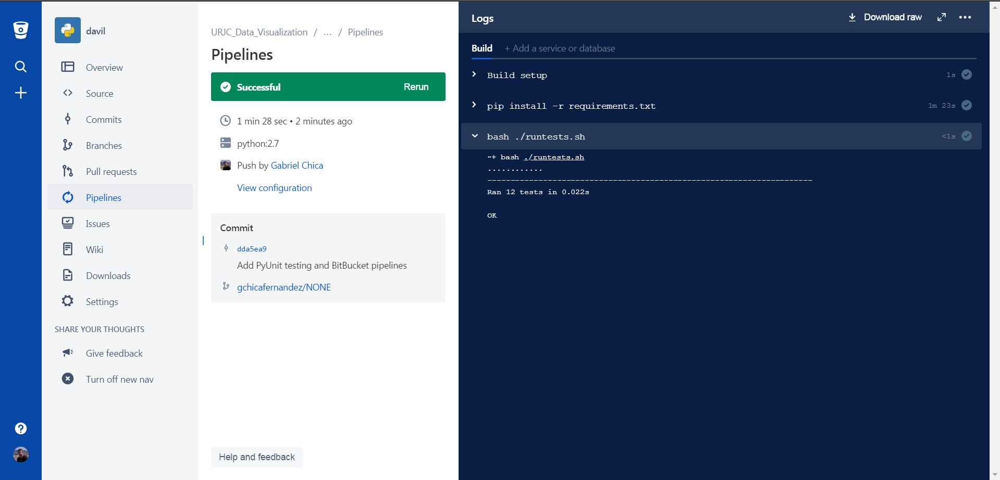 davil
Overview
Source
Commits
Branches
Pull requests
Pipelines
Issues
Wiki
Downloads
Settings
SHARE YOUR THOUGHTS
Give feedback
Turn off new nav
URJC_Data_Visualization / ... / Pipelines
Pipelines
Successful Rerun
1 min 28 sec • 2 minutes ago
python:2.7
Push by Gabriel Chica
View configuration
Commit
dda5ea9
Add PyUnit testing and BitBucket pipelines
gchicafernandez/NONE
Help and feedback
Logs Download raw
Build + Add a service or database
Build setup 1s
pip install -r requirements.txt 1m 23s
bash ./runtests.sh <1s
++ bash ./runtests.sh
............
----------------------------------------------------------------------
Ran 12 tests in 0.022s
OK